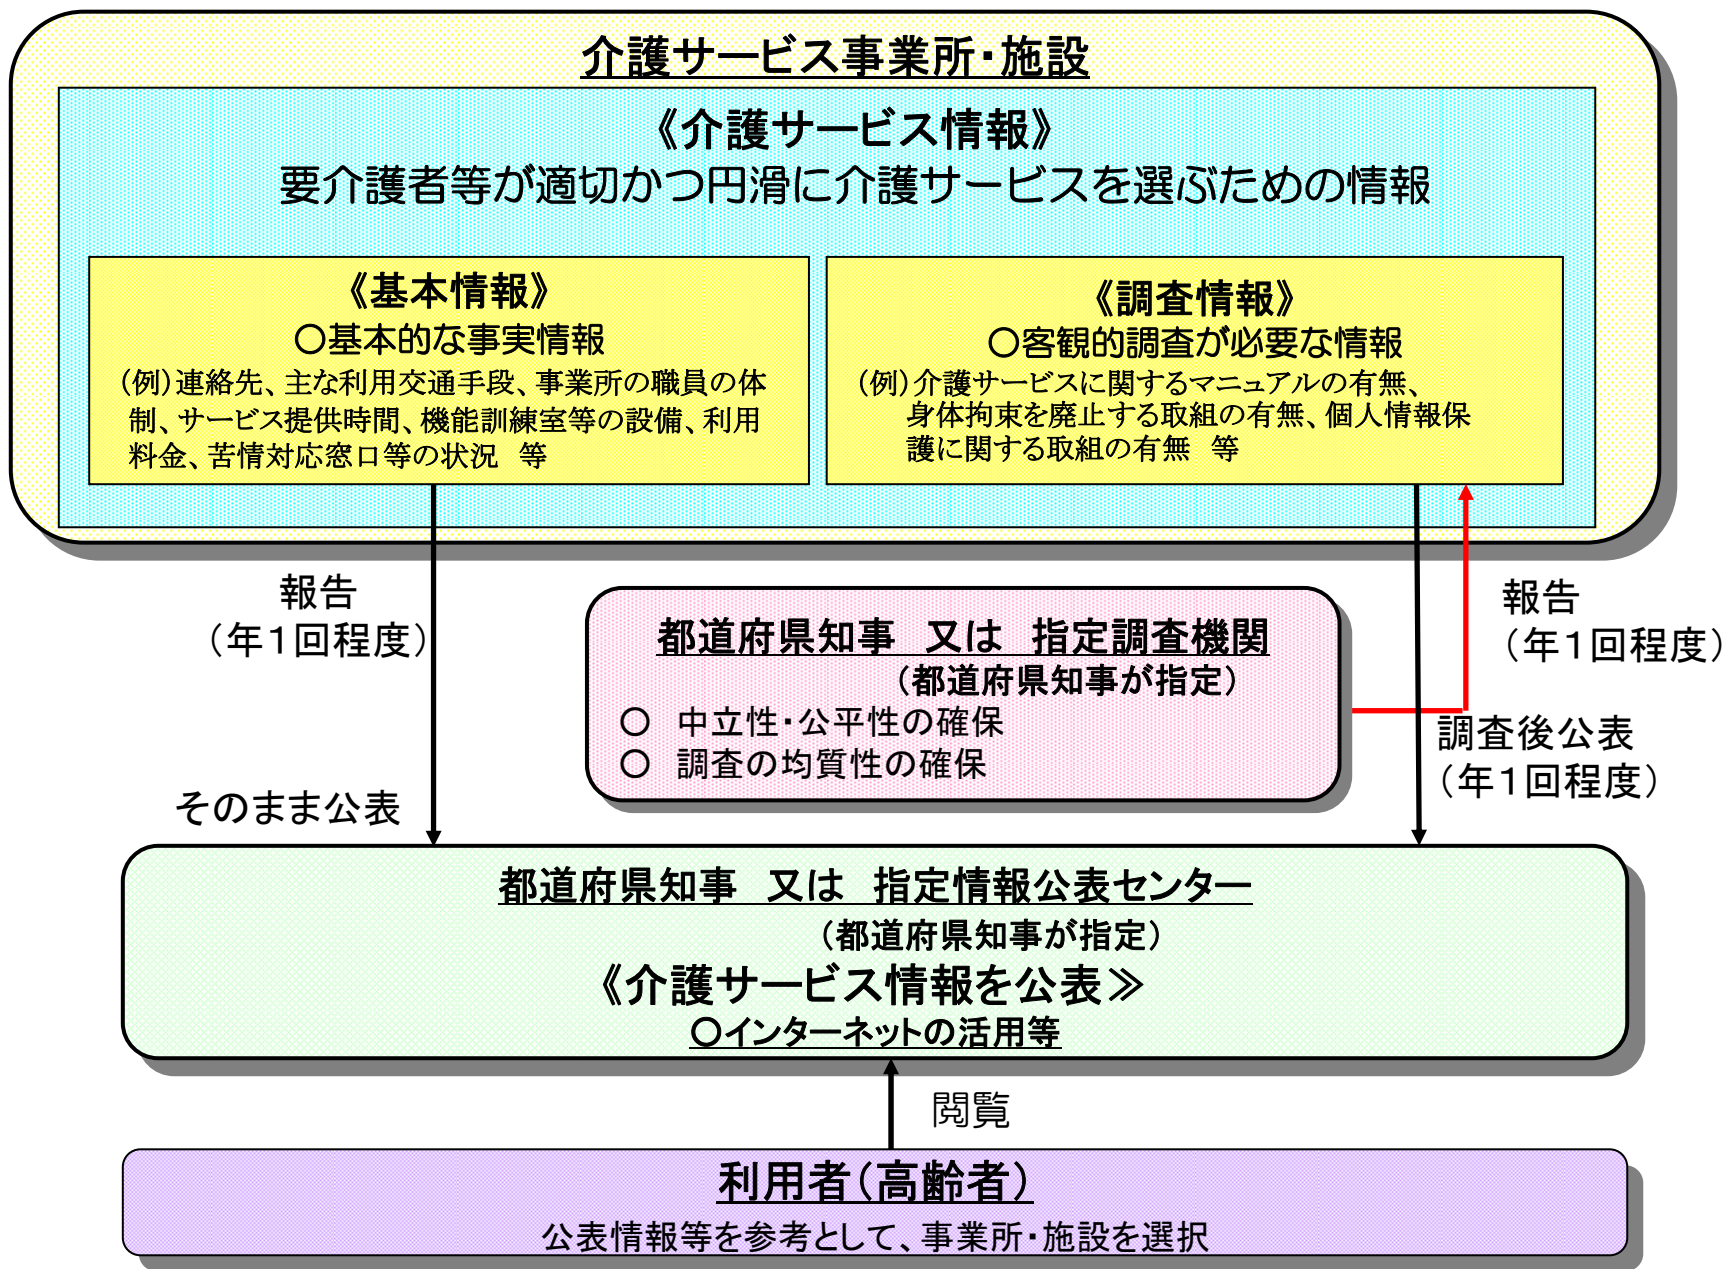 介護サービス事業所・施設
《介護サービス情報》
要介護者等が適切かつ円滑に介護サービスを選ぶための情報
《基本情報》
○基本的な事実情報
（例）連絡先、主な利用交通手段、事業所の職員の体
制、サービス提供時間、機能訓練室等の設備、利用
料金、苦情対応窓口等の状況　等
《調査情報》
○客観的調査が必要な情報
（例）介護サービスに関するマニュアルの有無、
身体拘束を廃止する取組の有無、個人情報保
護に関する取組の有無　等
報告
（年１回程度）
都道府県知事　又は　指定調査機関
（都道府県知事が指定）
○　中立性・公平性の確保
○　調査の均質性の確保
報告
（年１回程度）
調査後公表
（年１回程度）
そのまま公表
都道府県知事　又は　指定情報公表センター
（都道府県知事が指定）
《介護サービス情報を公表≫
○インターネットの活用等
閲覧
利用者（高齢者）
公表情報等を参考として、事業所・施設を選択